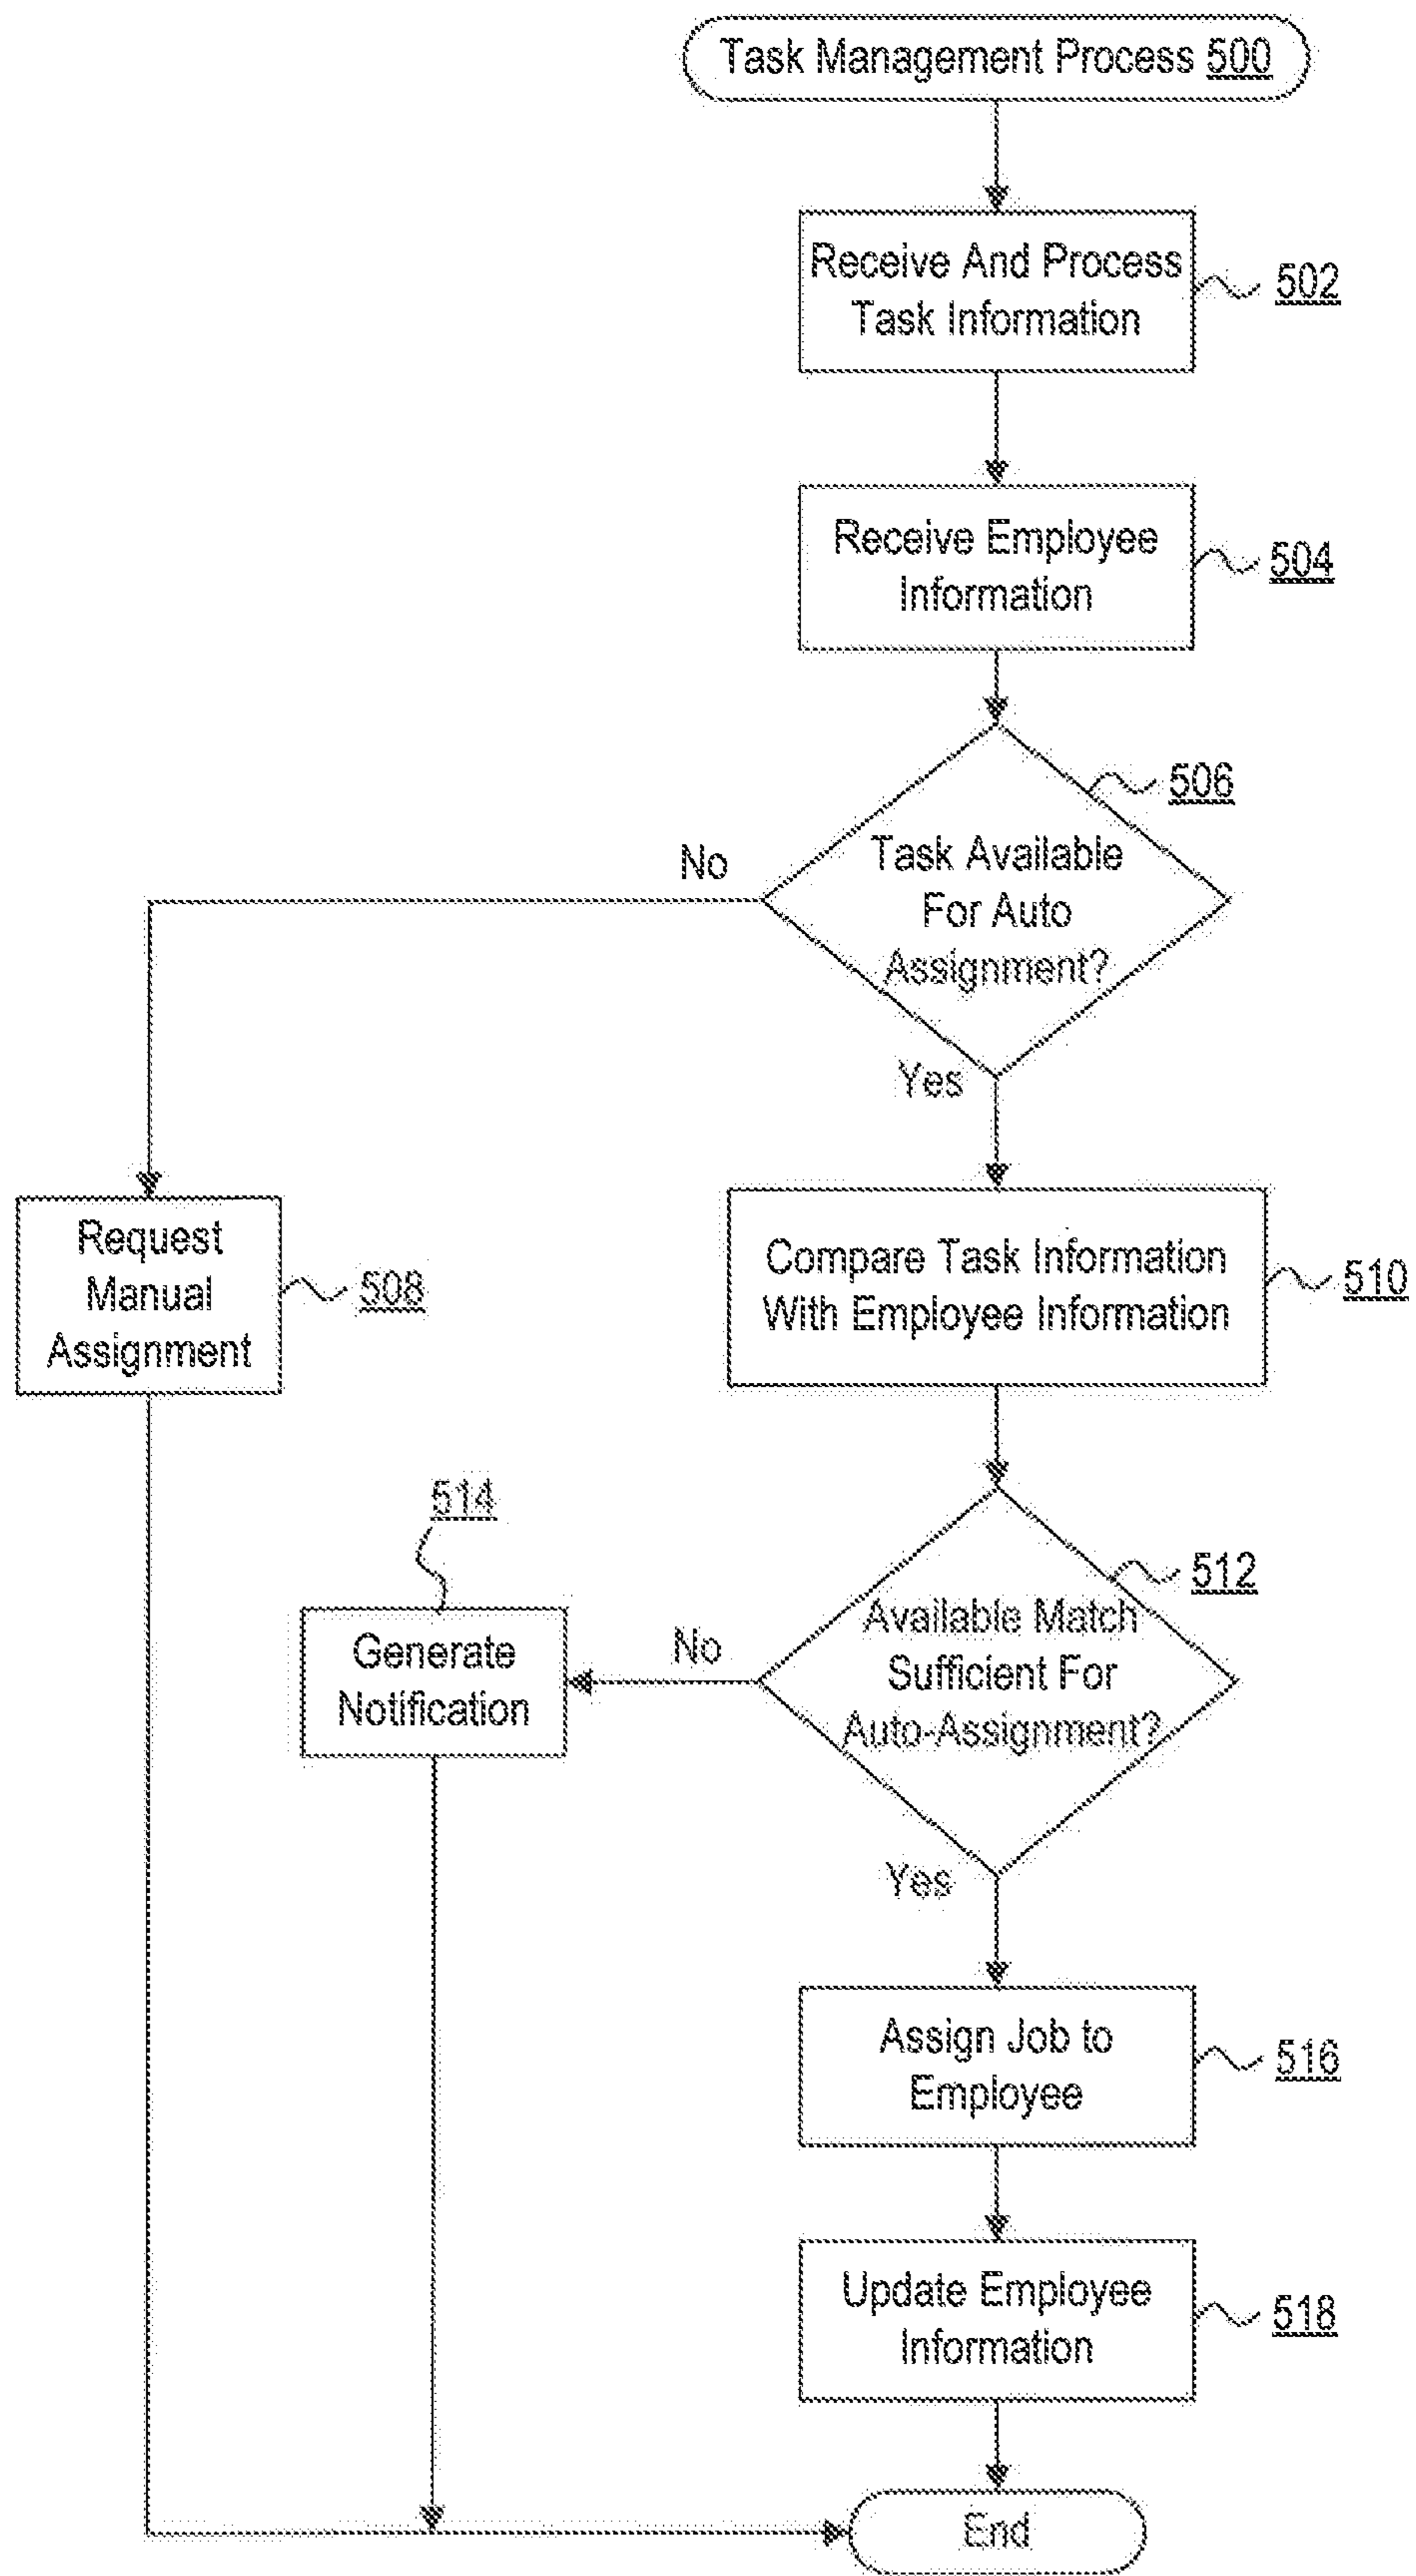 Task Management Process 500
Receive And Process
Task Information
502
Receive Employee
Information
504
506
Task Available
For Auto
Assignment?
No
Yes
Request
Manual
Assignment
508
Compare Task Information
With Employee Information
510
512
Available Match
Sufficient For
Auto-Assignment?
No
514
Generate
Notification
Yes
Assign Job to
Employee
516
Update Employee
Information
518
End